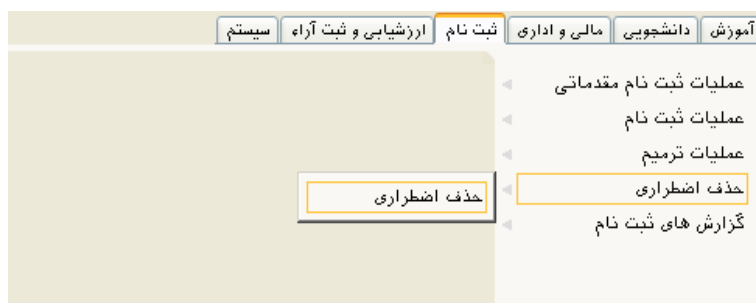 آموزش دانشجویی مالی و اداری ثبت نام ارزشیابی و ثبت آراء سیستم
عملیات ثبت نام مقدماتی
عملیات ثبت نام
عملیات ترمیم
حذف اضطراری
حذف اضطراری
گزارش های ثبت نام